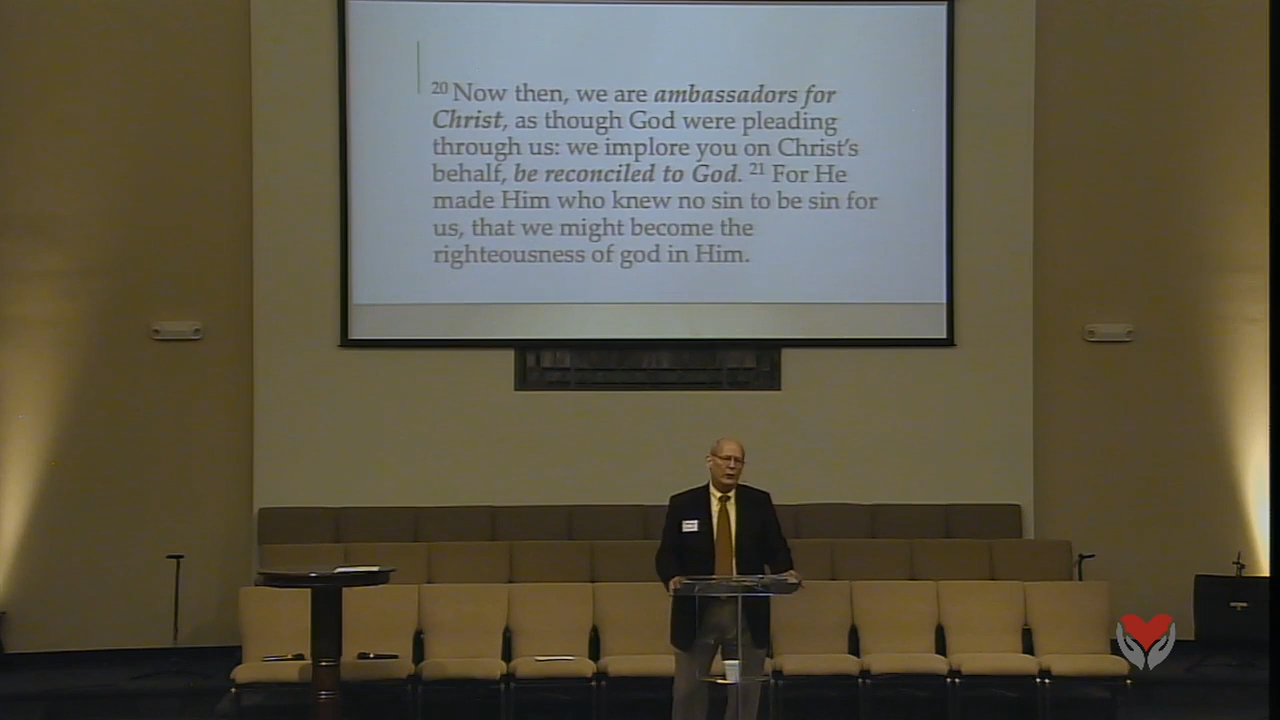 20 Now then, we are ambassadors for
Christ, as though God were pleading
through us: we implore you on Christ's
behalf, be reconciled to God. 21 For He
made Him who knew no sin to be sin for
us, that we might become the
righteousness of god in Him.